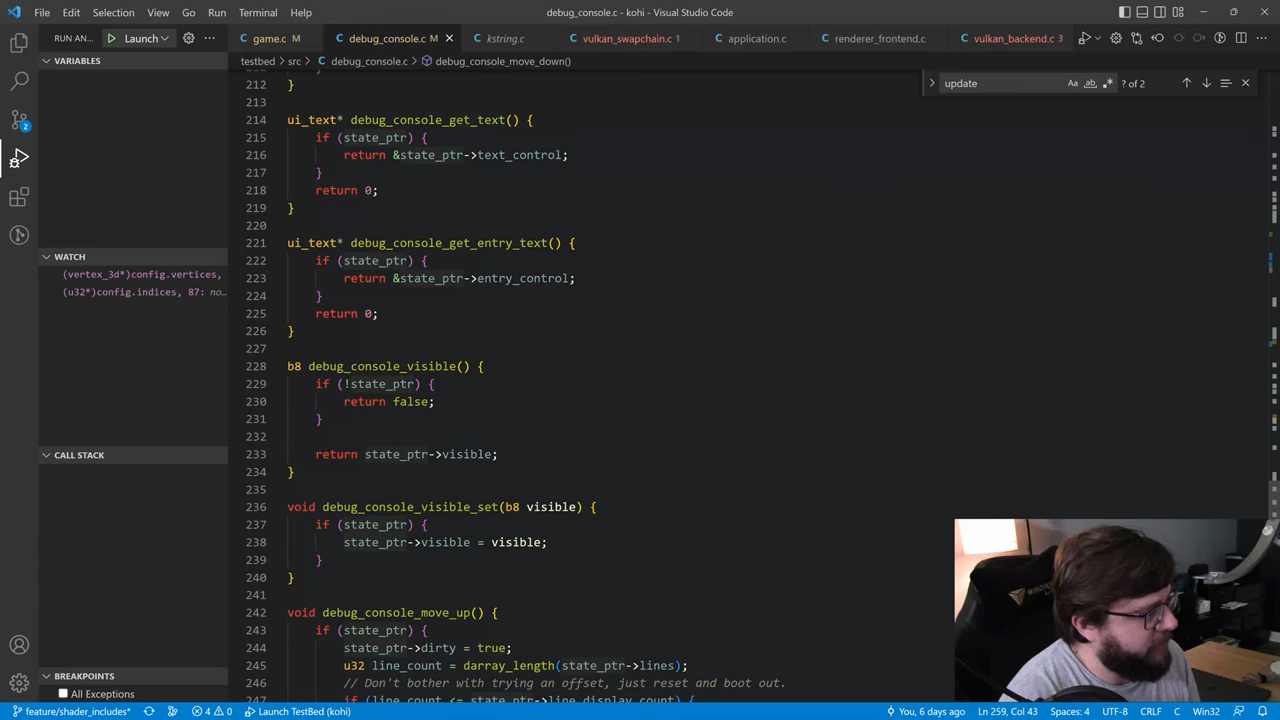 File Edit Selection View Go Run Terminal Help
debug_console.c - kohi - Visual Studio Code
RUN AN... Launch
game.c M debug_console.c M kstring.c vulkan_swapchain.c 1 application.c renderer_frontend.c vulkan_backend.c 3
VARIABLES
testbed > src > debug_console.c > debug_console_move_down()
update Aa ab ? of 2
212 }
213
214 ui_text* debug_console_get_text() {
215 if (state_ptr) {
216 return &state_ptr->text_control;
217 }
218 return 0;
219 }
220
221 ui_text* debug_console_get_entry_text() {
222 if (state_ptr) {
223 return &state_ptr->entry_control;
224 }
225 return 0;
226 }
227
228 b8 debug_console_visible() {
229 if (!state_ptr) {
230 return false;
231 }
232
233 return state_ptr->visible;
234 }
235
236 void debug_console_visible_set(b8 visible) {
237 if (state_ptr) {
238 state_ptr->visible = visible;
239 }
240 }
241
242 void debug_console_move_up() {
243 if (state_ptr) {
244 state_ptr->dirty = true;
245 u32 line_count = darray_length(state_ptr->lines);
246 // Don't bother with trying an offset, just reset and boot out.
247 if (line_count <= state_ptr->line_display_count) {
WATCH
(vertex_3d*)config.vertices,
(u32*)config.indices, 87: no...
CALL STACK
BREAKPOINTS
All Exceptions
2
feature/shader_includes* 4 0 Launch TestBed (kohi) You, 6 days ago Ln 259, Col 43 Spaces: 4 UTF-8 CRLF C Win32